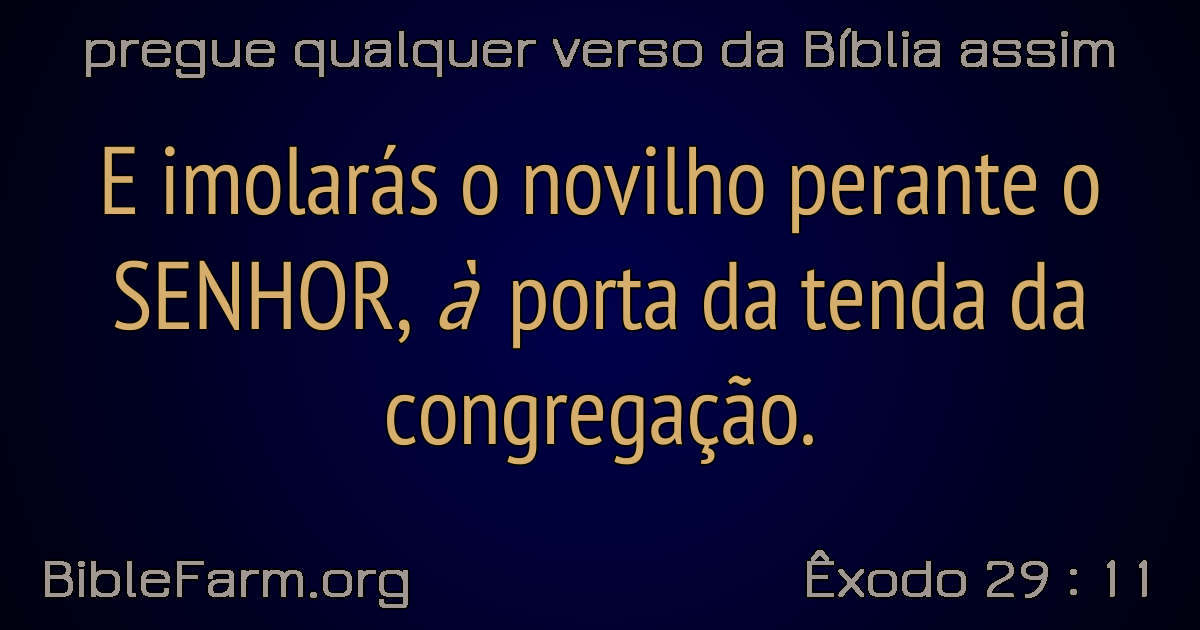 pregue qualquer verso da Bíblia assim
E imolarás o novilho perante o
SENHOR, à porta da tenda da
congregação.
BibleFarm.org
Êxodo 29 : 11